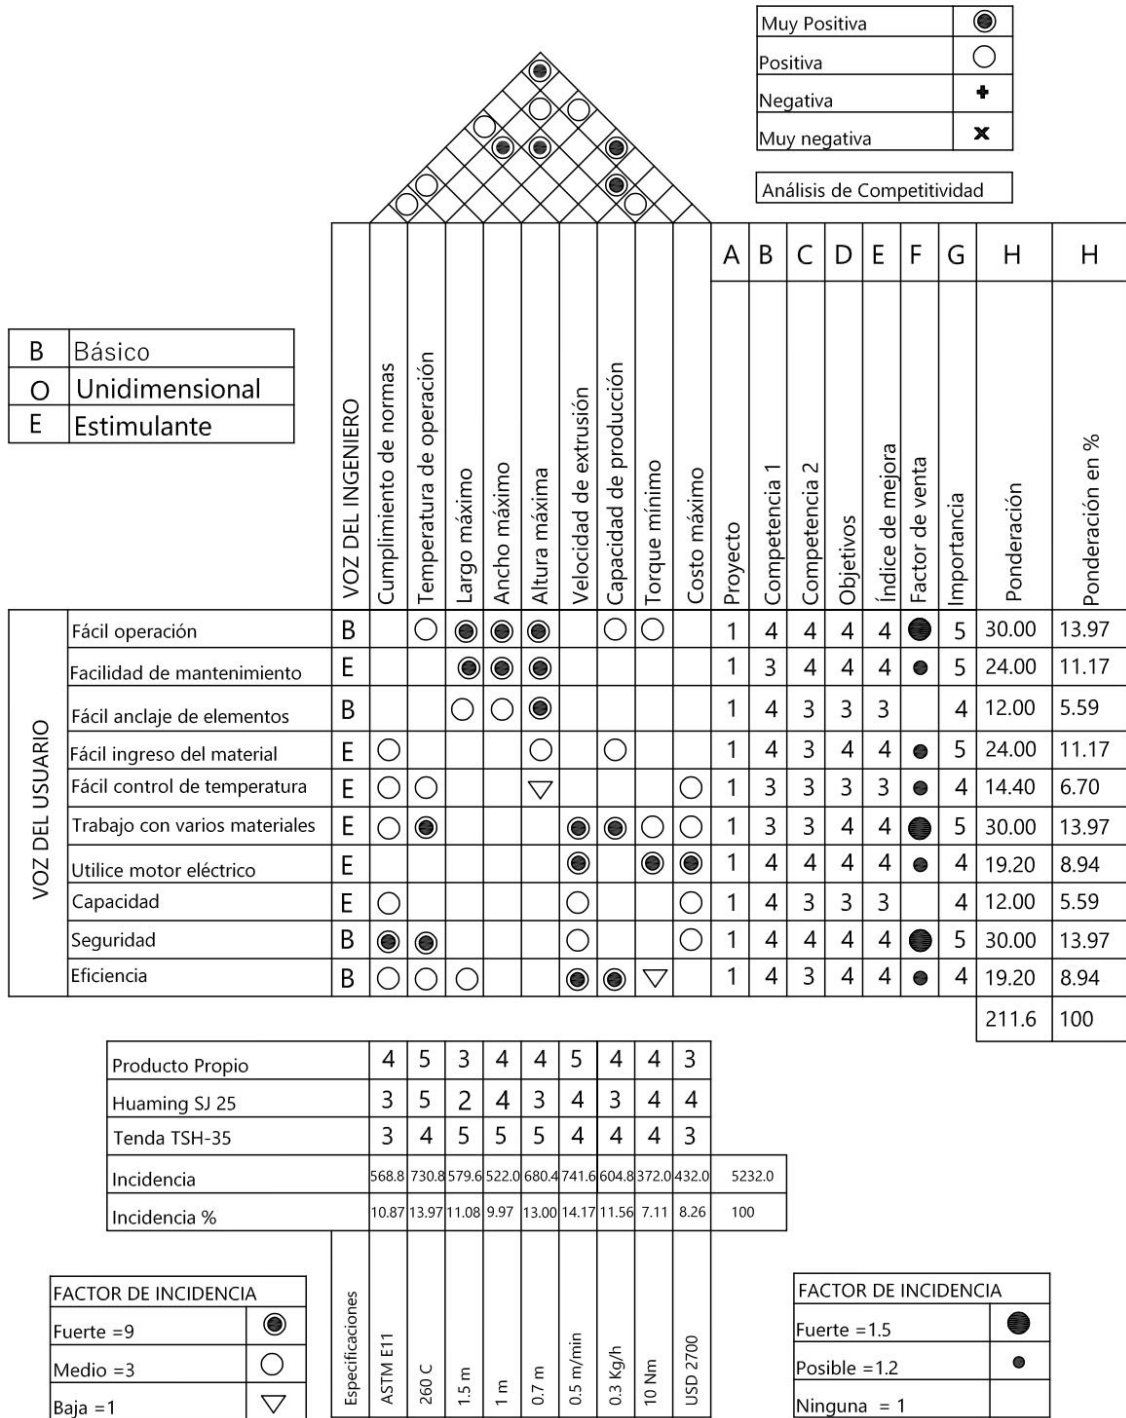 Muy Positiva
Positiva
Negativa
Muy negativa
Análisis de Competitividad
B Básico
O Unidimensional
E Estimulante
A B C D E F G H H
VOZ DEL INGENIERO
Cumplimiento de normas
Temperatura de operación
Largo máximo
Ancho máximo
Altura máxima
Velocidad de extrusión
Capacidad de producción
Torque mínimo
Costo máximo
Proyecto
Competencia 1
Competencia 2
Objetivos
Índice de mejora
Factor de venta
Importancia
Ponderación
Ponderación en %
VOZ DEL USUARIO
Fácil operación B 1 4 4 4 4 5 30.00 13.97
Facilidad de mantenimiento E 1 3 4 4 4 5 24.00 11.17
Fácil anclaje de elementos B 1 4 3 3 3 4 12.00 5.59
Fácil ingreso del material E 1 4 3 4 4 5 24.00 11.17
Fácil control de temperatura E 1 3 3 3 3 4 14.40 6.70
Trabajo con varios materiales E 1 3 3 4 4 5 30.00 13.97
Utilice motor eléctrico E 1 4 4 4 4 4 19.20 8.94
Capacidad E 1 4 3 3 3 4 12.00 5.59
Seguridad B 1 4 4 4 4 5 30.00 13.97
Eficiencia B 1 4 3 4 4 4 19.20 8.94
211.6 100
Producto Propio 4 5 3 4 4 5 4 4 3
Huaming SJ 25 3 5 2 4 3 4 3 4 4
Tenda TSH-35 3 4 5 5 5 4 4 4 3
Incidencia 568.8 730.8 579.6 522.0 680.4 741.6 604.8 372.0 432.0 5232.0
Incidencia % 10.87 13.97 11.08 9.97 13.00 14.17 11.56 7.11 8.26 100
Especificaciones
ASTM E11
260 C
1.5 m
1 m
0.7 m
0.5 m/min
0.3 Kg/h
10 Nm
USD 2700
FACTOR DE INCIDENCIA
Fuerte =9
Medio =3
Baja =1
FACTOR DE INCIDENCIA
Fuerte =1.5
Posible =1.2
Ninguna = 1